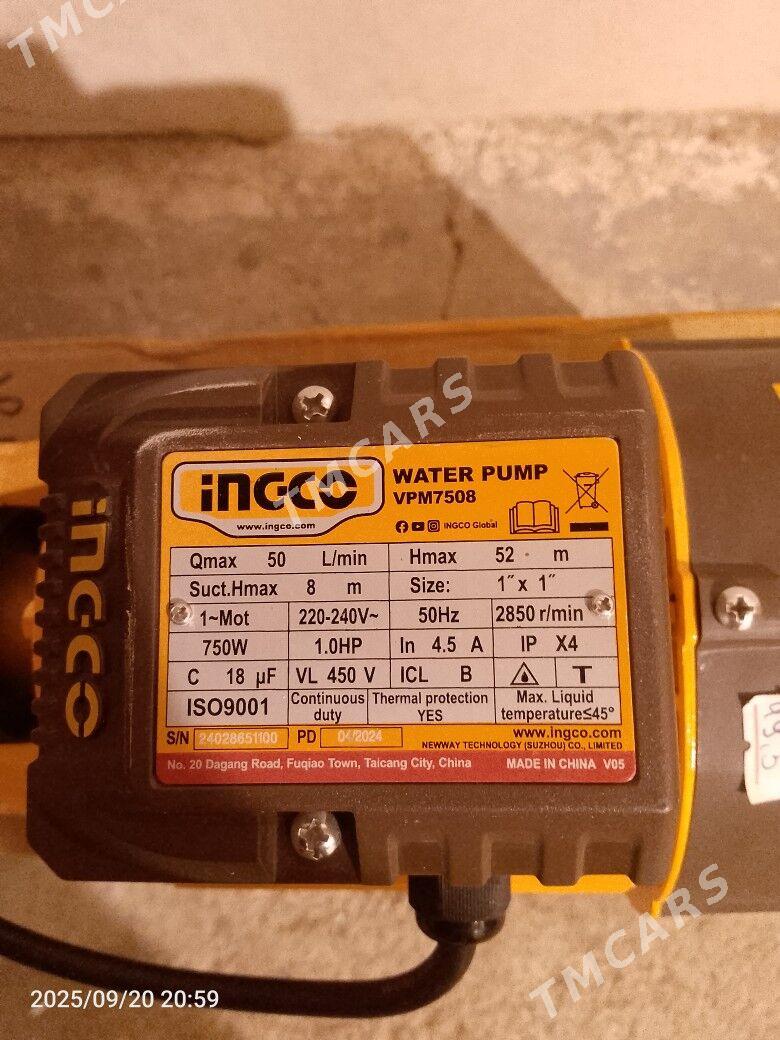 TMCARS
TMCARS
iNGCO
iNGCO
www.ingco.com
WATER PUMP
VPM7508
INGCO Global
Qmax 50 L/min Hmax 52 m
Suct.Hmax 8 m Size: 1" x 1"
1~Mot 220-240V~ 50Hz 2850 r/min
750W 1.0HP In 4.5 A IP X4
C 18 µF VL 450 V ICL B T
ISO9001 Continuous duty Thermal protection YES Max. Liquid temperature≤45°
S/N 24028651100 PD 04/2024 www.ingco.com
NEWWAY TECHNOLOGY (SUZHOU) CO., LIMITED
No. 20 Dagang Road, Fuqiao Town, Taicang City, China MADE IN CHINA V05
TMCARS
TMCARS
2025/09/20 20:59